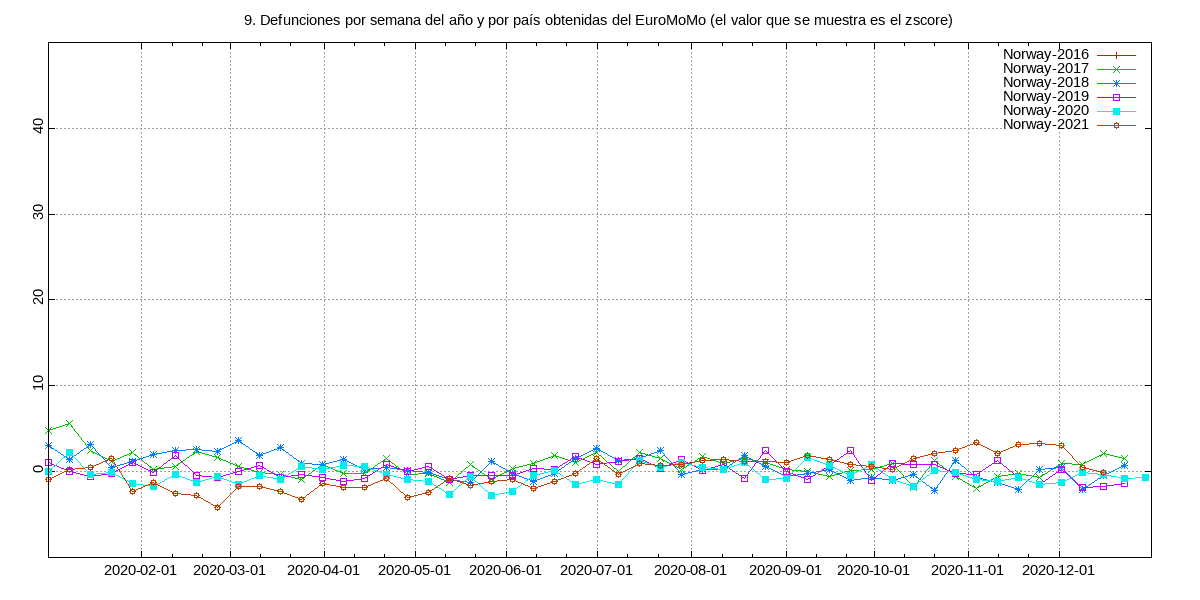 9. Defunciones por semana del año y por país obtenidas del EuroMoMo (el valor que se muestra es el zscore)
Norway-2016
Norway-2017
Norway-2018
Norway-2019
Norway-2020
Norway-2021
40
30
20
10
0
2020-02-01 2020-03-01 2020-04-01 2020-05-01 2020-06-01 2020-07-01 2020-08-01 2020-09-01 2020-10-01 2020-11-01 2020-12-01